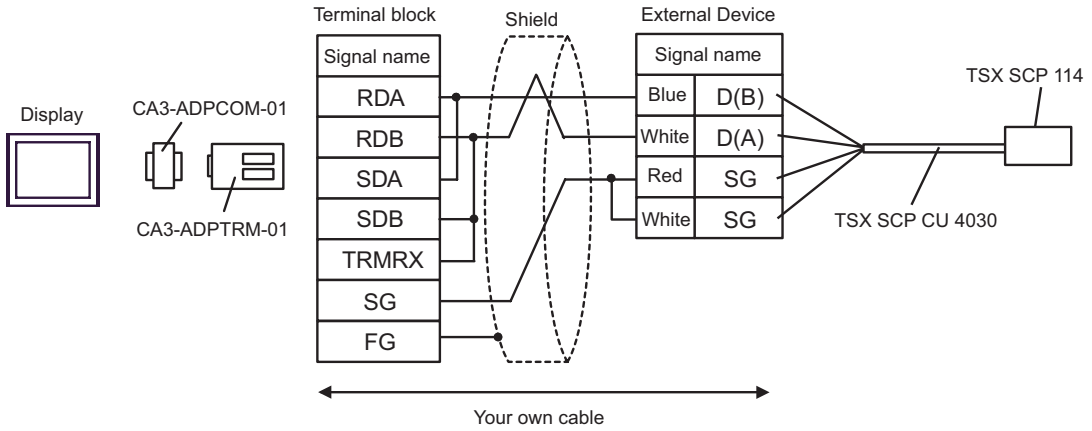 Terminal block
Shield
External Device
Signal name
Signal name
RDA
RDB
SDA
SDB
TRMRX
SG
FG
Blue D(B)
White D(A)
Red SG
White SG
Display
CA3-ADPCOM-01
CA3-ADPTRM-01
TSX SCP 114
TSX SCP CU 4030
Your own cable